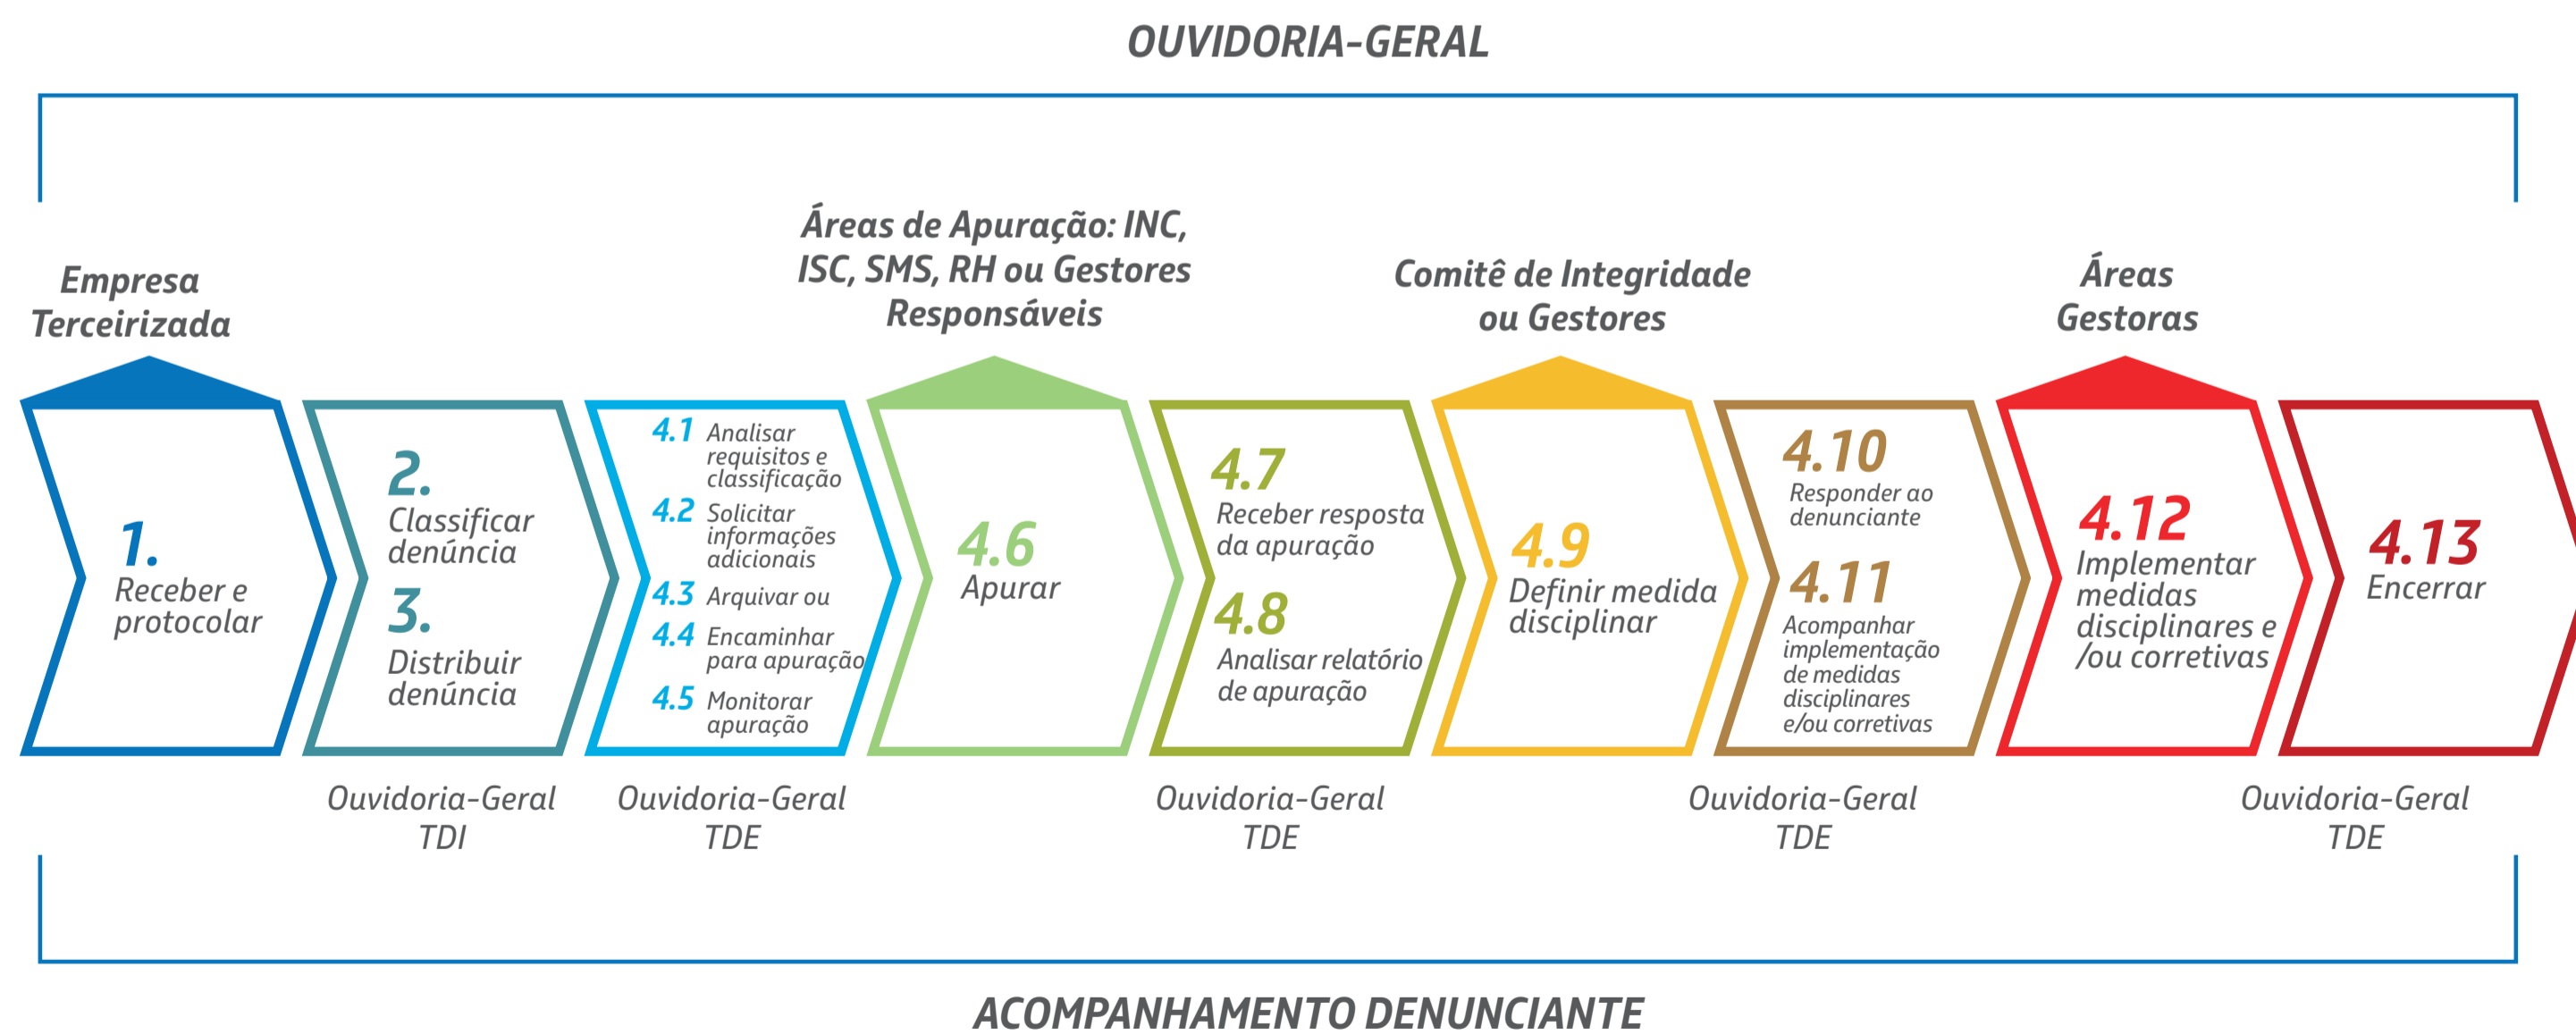 OUVIDORIA-GERAL
Empresa
Terceirizada
Áreas de Apuração: INC,
ISC, SMS, RH ou Gestores
Responsáveis
Comitê de Integridade
ou Gestores
Áreas
Gestoras
1.
Receber e
protocolar
2.
Classificar
denúncia
3.
Distribuir
denúncia
4.1 Analisar
requisitos e
classificação
4.2 Solicitar
informações
adicionais
4.3 Arquivar ou
4.4 Encaminhar
para apuração
4.5 Monitorar
apuração
4.6
Apurar
4.7
Receber resposta
da apuração
4.8
Analisar relatório
de apuração
4.9
Definir medida
disciplinar
4.10
Responder ao
denunciante
4.11
Acompanhar
implementação
de medidas
disciplinares
e/ou corretivas
4.12
Implementar
medidas
disciplinares e
/ou corretivas
4.13
Encerrar
Ouvidoria-Geral
TDI
Ouvidoria-Geral
TDE
Ouvidoria-Geral
TDE
Ouvidoria-Geral
TDE
Ouvidoria-Geral
TDE
ACOMPANHAMENTO DENUNCIANTE